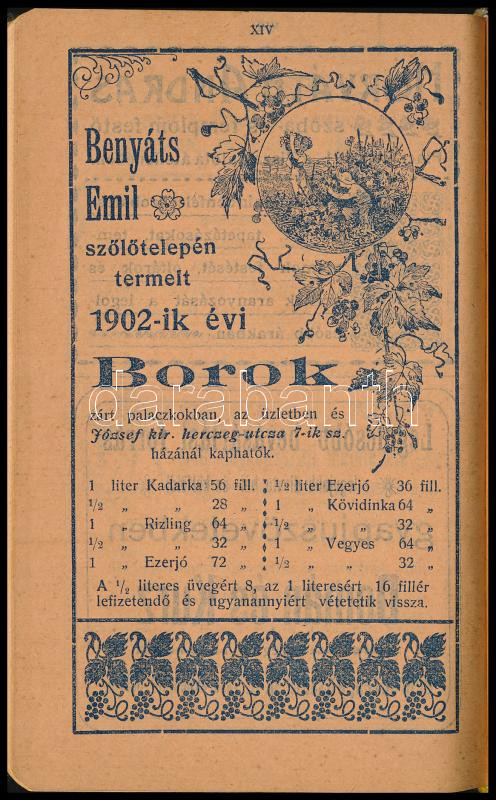 XIV
Benyáts
Emil
szőlőtelepén
termelt
1902-ik évi
Borok
zárt palaczkokban, az üzletben és
József kir. herczeg-utcza 7-ik sz.
házánál kaphatók.
1 liter Kadarka 56 fill.
1/2 „ „ 28 „
1 „ Rizling 64 „
1/2 „ „ 32 „
1 „ Ezerjó 72 „
1/2 liter Ezerjó 36 fill.
1 „ Kövidinka 64 „
1/2 „ „ 32 „
1 „ Vegyes 64 „
1/2 „ „ 32 „
A 1/2 literes üvegért 8, az 1 literesért 16 fillér
lefizetendő és ugyanannyiért vétetetik vissza.
darabanth.com